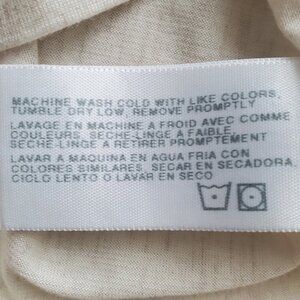 MACHINE WASH COLD WITH LIKE COLORS,
TUMBLE DRY LOW, REMOVE PROMPTLY
LAVAGE EN MACHINE A FROID AVEC COMME
COULEURS, SECHE-LINGE A FAIBLE,
SECHE-LINGE A RETIRER PROMPTEMENT
LAVAR A MAQUINA EN AGUA FRIA CON
COLORES SIMILARES, SECAR EN SECADORA,
CICLO LENTO O LAVAR EN SECO